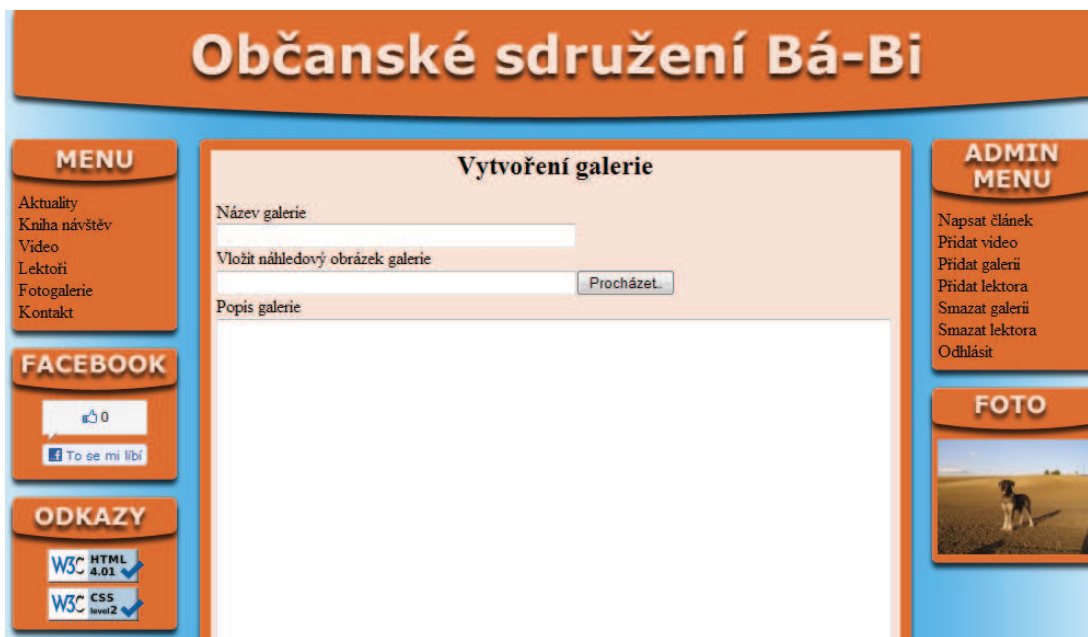 Občanské sdružení Bá-Bi
MENU
Aktuality
Kniha návštěv
Video
Lektoři
Fotogalerie
Kontakt
FACEBOOK
0
To se mi líbí
ODKAZY
W3C HTML 4.01
W3C CSS level 2
Vytvoření galerie
Název galerie
Vložit náhledový obrázek galerie
Procházet..
Popis galerie
ADMIN
MENU
Napsat článek
Přidat video
Přidat galerii
Přidat lektora
Smazat galerii
Smazat lektora
Odhlásit
FOTO